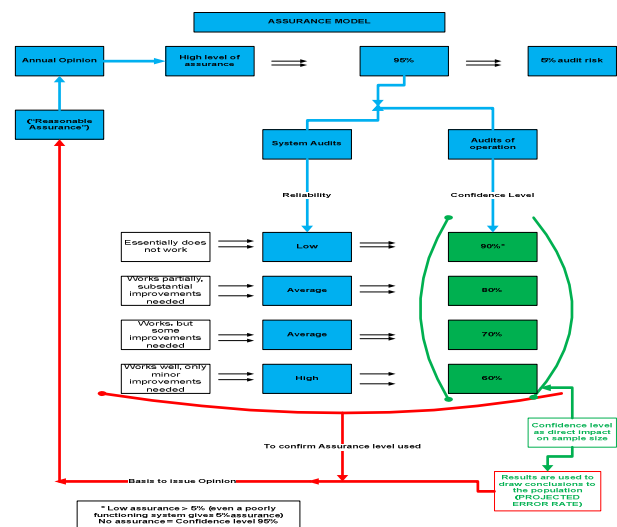 ASSURANCE MODEL
Annual Opinion
High level of
assurance
95%
5% audit risk
("Reasonable
Assurance")
System Audits
Audits of
operation
Reliability
Confidence Level
Essentially does
not work
Low
90%*
Works partially,
substantial
improvements
needed
Average
80%
Works, but
some
improvements
needed
Average
70%
Works well, only
minor
improvements
needed
High
60%
Confidence level
as direct impact
on sample size
To confirm Assurance level used
Results are used to
draw conclusions to
the population
(PROJECTED
ERROR RATE)
Basis to issue Opinion
* Low assurance > 5% (even a poorly
functioning system gives 5% assurance)
No assurance = Confidence level 95%